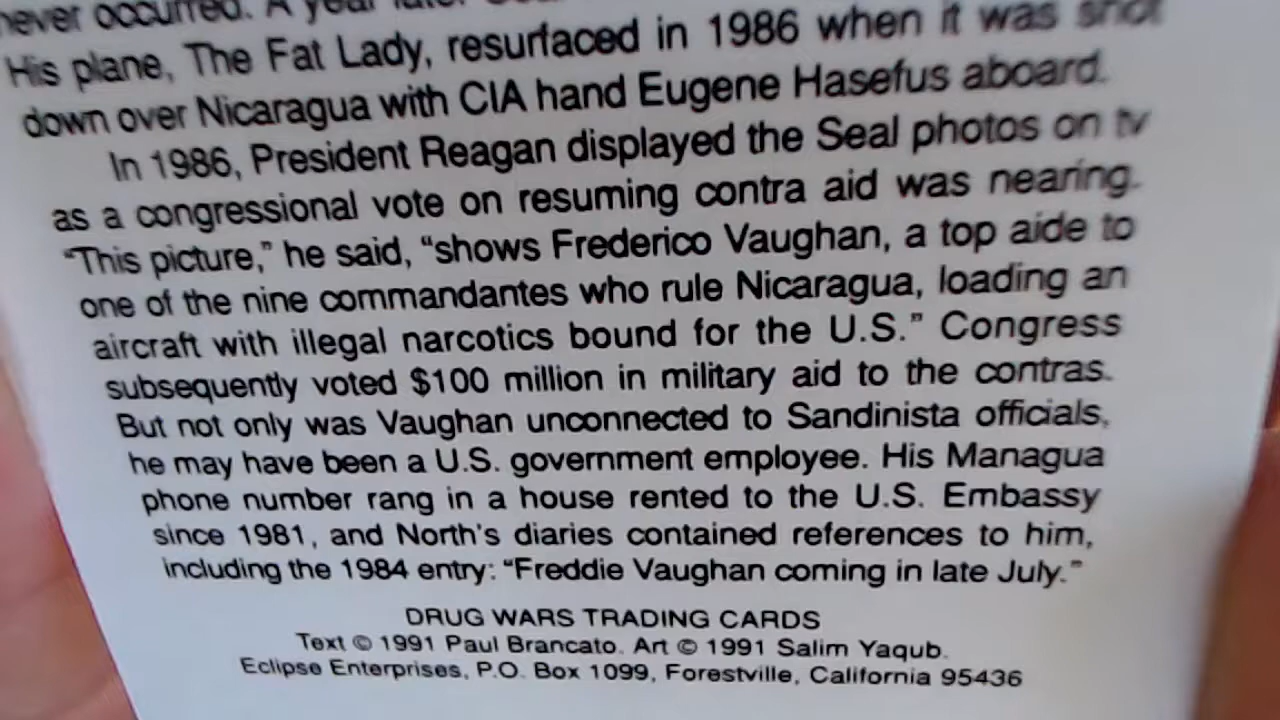 never occurred. A year
His plane, The Fat Lady, resurfaced in 1986 when it was shot
down over Nicaragua with CIA hand Eugene Hasefus aboard.
In 1986, President Reagan displayed the Seal photos on tv
as a congressional vote on resuming contra aid was nearing.
“This picture,” he said, “shows Frederico Vaughan, a top aide to
one of the nine commandantes who rule Nicaragua, loading an
aircraft with illegal narcotics bound for the U.S.” Congress
subsequently voted $100 million in military aid to the contras.
But not only was Vaughan unconnected to Sandinista officials,
he may have been a U.S. government employee. His Managua
phone number rang in a house rented to the U.S. Embassy
since 1981, and North's diaries contained references to him,
including the 1984 entry: “Freddie Vaughan coming in late July.”
DRUG WARS TRADING CARDS
Text © 1991 Paul Brancato. Art © 1991 Salim Yaqub.
Eclipse Enterprises, P.O. Box 1099, Forestville, California 95436